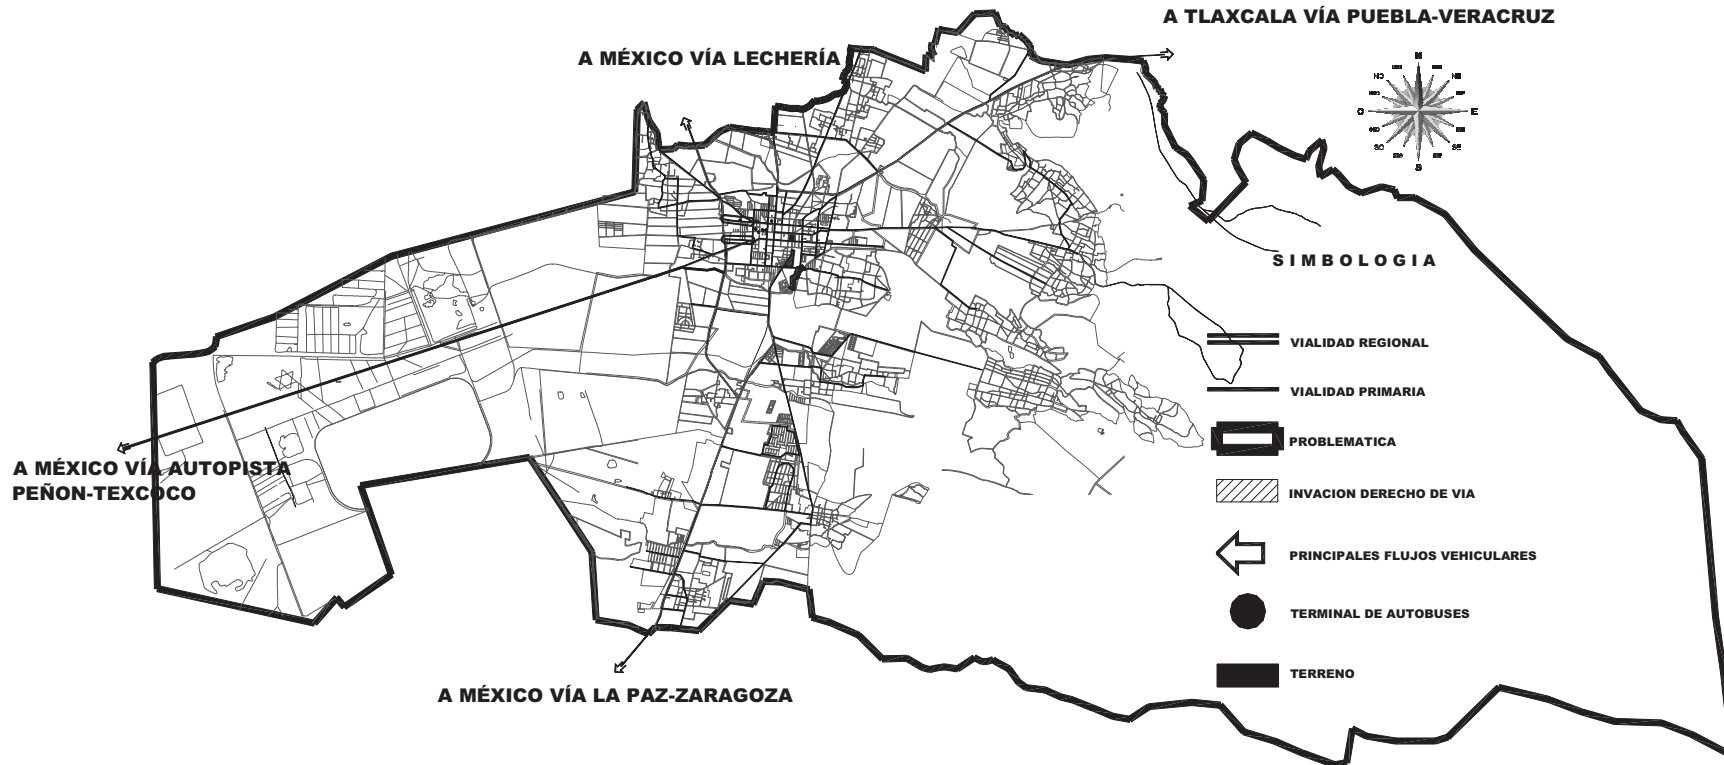 A TLAXCALA VÍA PUEBLA-VERACRUZ
A MÉXICO VÍA LECHERÍA
N
O
E
S
SIMBOLOGIA
VIALIDAD REGIONAL
VIALIDAD PRIMARIA
PROBLEMATICA
A MÉXICO VÍA AUTOPISTA
PEÑON-TEXCOCO
INVACION DERECHO DE VIA
PRINCIPALES FLUJOS VEHICULARES
TERMINAL DE AUTOBUSES
TERRENO
A MÉXICO VÍA LA PAZ-ZARAGOZA